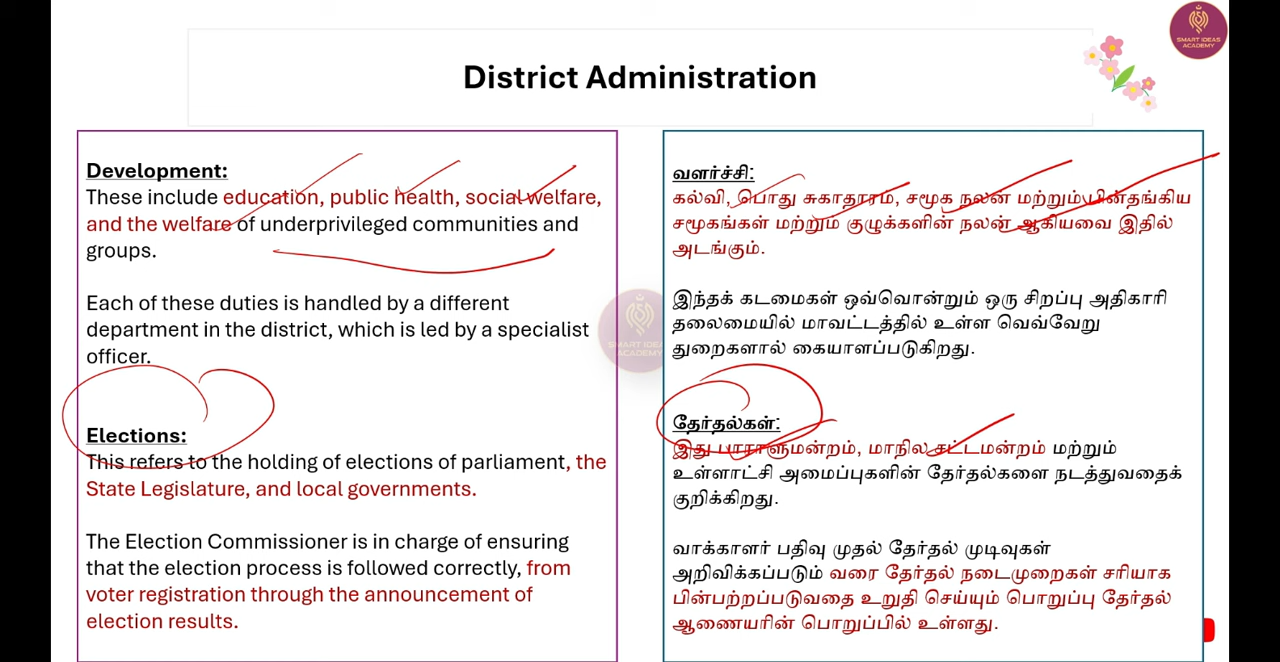 SMART IDEAS
ACADEMY
District Administration
Development:
These include education, public health, social welfare,
and the welfare of underprivileged communities and
groups.
Each of these duties is handled by a different
department in the district, which is led by a specialist
officer.
Elections:
This refers to the holding of elections of parliament, the
State Legislature, and local governments.
The Election Commissioner is in charge of ensuring
that the election process is followed correctly, from
voter registration through the announcement of
election results.
SMART IDEA
ACADEMY
வளர்ச்சி:
கல்வி, பொது சுகாதாரம், சமூக நலன் மற்றும் பின்தங்கிய
சமூகங்கள் மற்றும் குழுக்களின் நலன் ஆகியவை இதில்
அடங்கும்.
இந்தக் கடமைகள் ஒவ்வொன்றும் ஒரு சிறப்பு அதிகாரி
தலைமையில் மாவட்டத்தில் உள்ள வெவ்வேறு
துறைகளால் கையாளப்படுகிறது.
தேர்தல்கள்:
இது பாராளுமன்றம், மாநில சட்டமன்றம் மற்றும்
உள்ளாட்சி அமைப்புகளின் தேர்தல்களை நடத்துவதைக்
குறிக்கிறது.
வாக்காளர் பதிவு முதல் தேர்தல் முடிவுகள்
அறிவிக்கப்படும் வரை தேர்தல் நடைமுறைகள் சரியாக
பின்பற்றப்படுவதை உறுதி செய்யும் பொறுப்பு தேர்தல்
ஆணையரின் பொறுப்பில் உள்ளது.